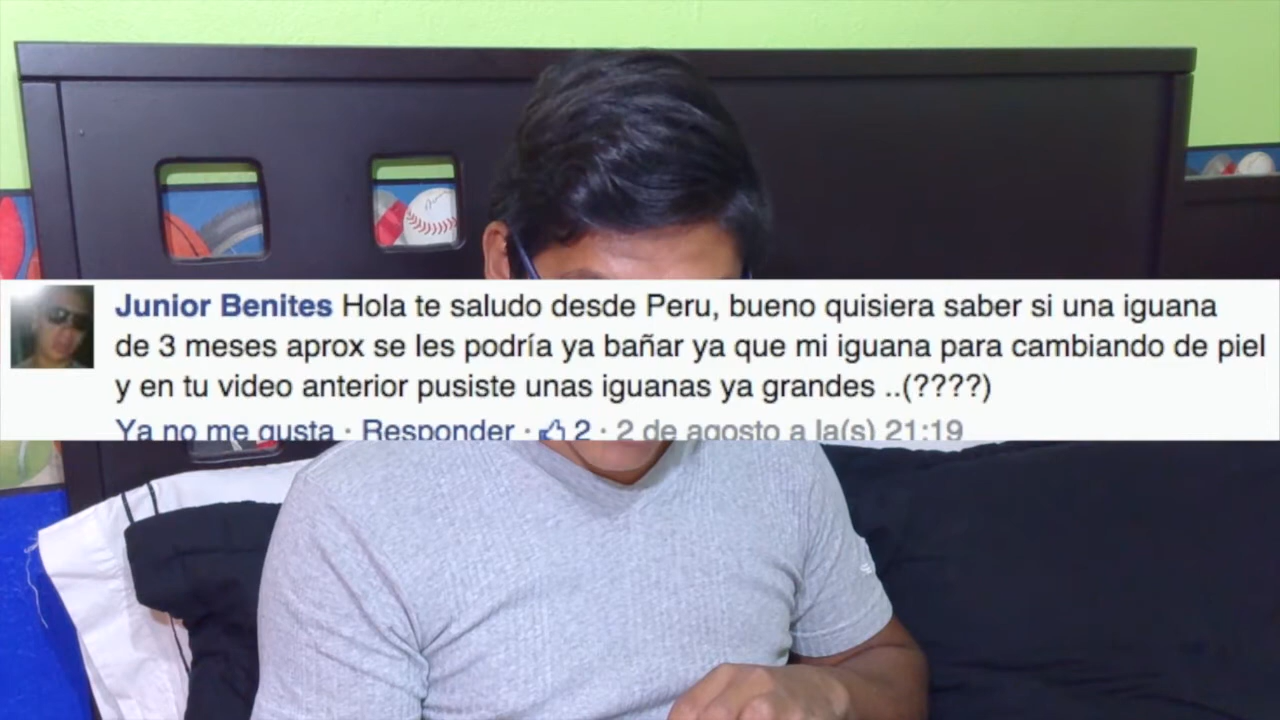 Junior Benites Hola te saludo desde Peru, bueno quisiera saber si una iguana
de 3 meses aprox se les podría ya bañar ya que mi iguana para cambiando de piel
y en tu video anterior pusiste unas iguanas ya grandes ..(????)
Ya no me gusta · Responder · 2 · 2 de agosto a la(s) 21:19